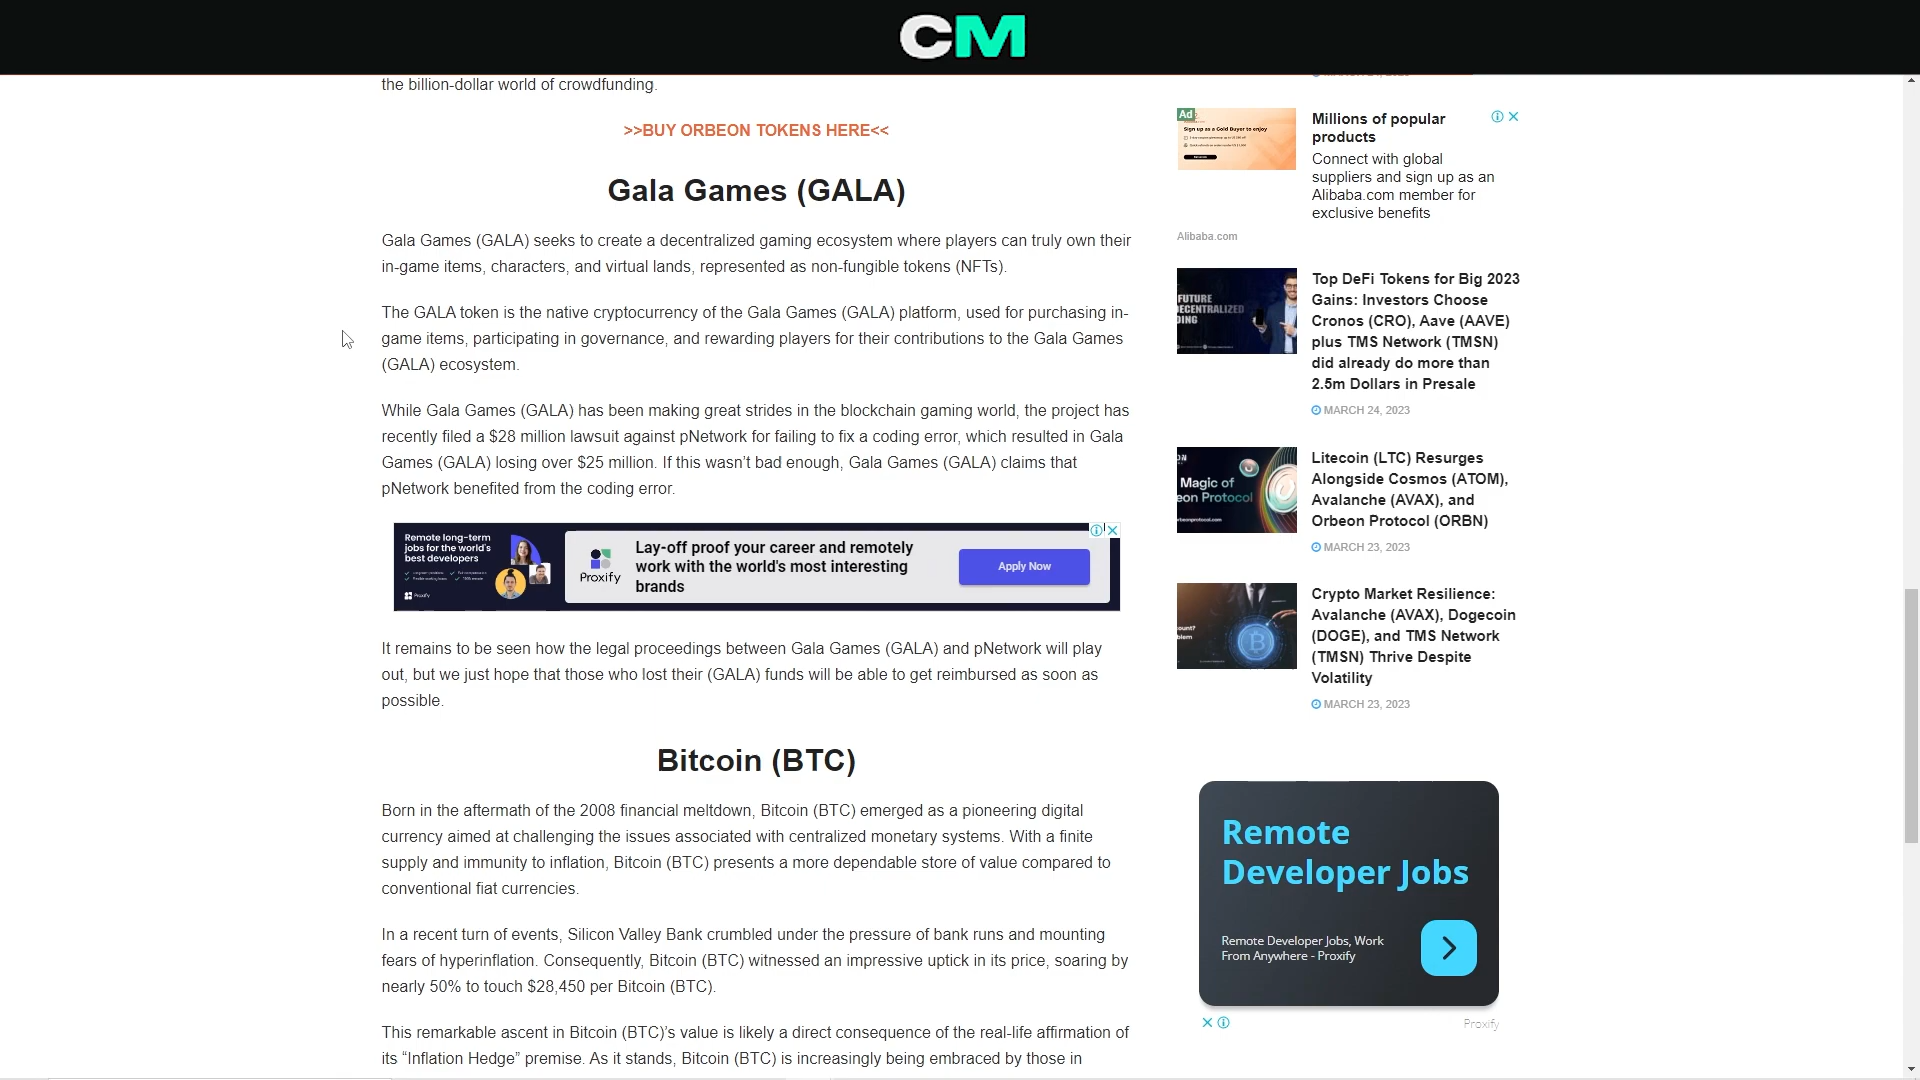 CM
the billion-dollar world of crowdfunding.
>>BUY ORBEON TOKENS HERE<<
Gala Games (GALA)
Gala Games (GALA) seeks to create a decentralized gaming ecosystem where players can truly own their
in-game items, characters, and virtual lands, represented as non-fungible tokens (NFTs).
The GALA token is the native cryptocurrency of the Gala Games (GALA) platform, used for purchasing in-
game items, participating in governance, and rewarding players for their contributions to the Gala Games
(GALA) ecosystem.
While Gala Games (GALA) has been making great strides in the blockchain gaming world, the project has
recently filed a $28 million lawsuit against pNetwork for failing to fix a coding error, which resulted in Gala
Games (GALA) losing over $25 million. If this wasn’t bad enough, Gala Games (GALA) claims that
pNetwork benefited from the coding error.
Remote long-term
jobs for the world's
best developers
Proxify
Proxify
Lay-off proof your career and remotely
work with the world's most interesting
brands
Apply Now
It remains to be seen how the legal proceedings between Gala Games (GALA) and pNetwork will play
out, but we just hope that those who lost their (GALA) funds will be able to get reimbursed as soon as
possible.
Bitcoin (BTC)
Born in the aftermath of the 2008 financial meltdown, Bitcoin (BTC) emerged as a pioneering digital
currency aimed at challenging the issues associated with centralized monetary systems. With a finite
supply and immunity to inflation, Bitcoin (BTC) presents a more dependable store of value compared to
conventional fiat currencies.
In a recent turn of events, Silicon Valley Bank crumbled under the pressure of bank runs and mounting
fears of hyperinflation. Consequently, Bitcoin (BTC) witnessed an impressive uptick in its price, soaring by
nearly 50% to touch $28,450 per Bitcoin (BTC).
This remarkable ascent in Bitcoin (BTC)’s value is likely a direct consequence of the real-life affirmation of
its “Inflation Hedge” premise. As it stands, Bitcoin (BTC) is increasingly being embraced by those in
Ad
Sign up as a Gold Buyer to enjoy
Millions of popular
products
Connect with global
suppliers and sign up as an
Alibaba.com member for
exclusive benefits
Alibaba.com
FUTURE
DECENTRALIZED
Top DeFi Tokens for Big 2023
Gains: Investors Choose
Cronos (CRO), Aave (AAVE)
plus TMS Network (TMSN)
did already do more than
2.5m Dollars in Presale
MARCH 24, 2023
Magic of
eon Protocol
Litecoin (LTC) Resurges
Alongside Cosmos (ATOM),
Avalanche (AVAX), and
Orbeon Protocol (ORBN)
MARCH 23, 2023
ount?
blem
Crypto Market Resilience:
Avalanche (AVAX), Dogecoin
(DOGE), and TMS Network
(TMSN) Thrive Despite
Volatility
MARCH 23, 2023
Remote
Developer Jobs
Remote Developer Jobs, Work
From Anywhere - Proxify
Proxify